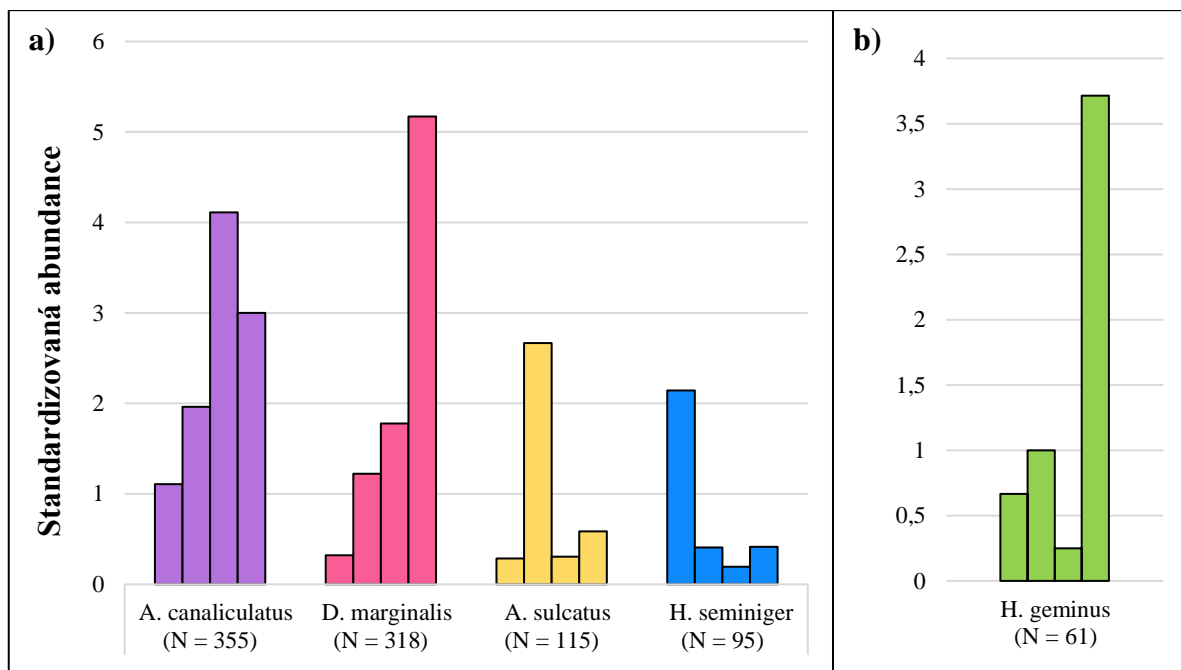 a)
Standardizovaná abundance
6
5
4
3
2
1
0
A. canaliculatus
(N = 355)
D. marginalis
(N = 318)
A. sulcatus
(N = 115)
H. seminiger
(N = 95)
b)
4
3,5
3
2,5
2
1,5
1
0,5
0
H. geminus
(N = 61)